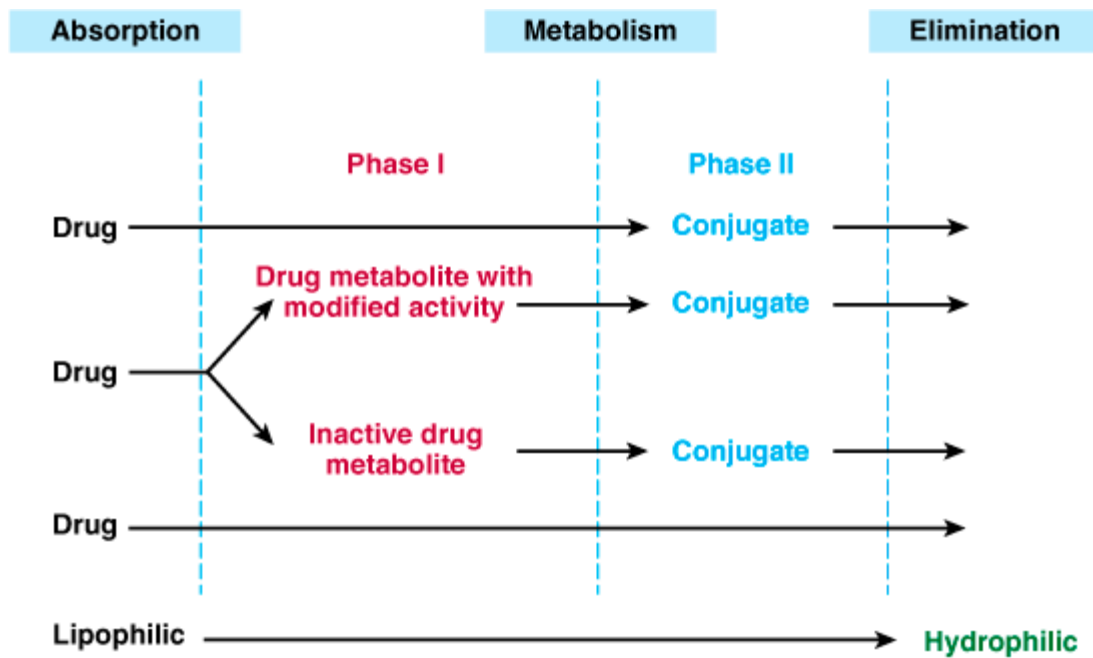 Absorption
Metabolism
Elimination
Phase I
Phase II
Drug
Conjugate
Drug metabolite with
modified activity
Conjugate
Drug
Inactive drug
metabolite
Conjugate
Drug
Lipophilic
Hydrophilic